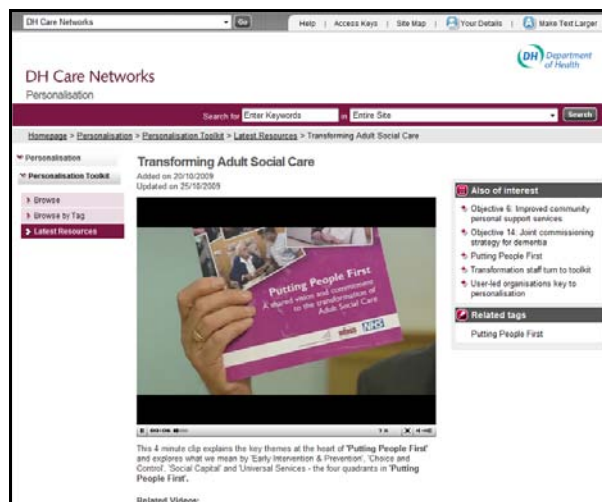 DH Care Networks
Go
Help | Access Keys | Site Map | Your Details | Make Text Larger
DH Department of Health
DH Care Networks
Personalisation
Search for Enter Keywords in Entire Site Search
Homepage > Personalisation > Personalisation Toolkit > Latest Resources > Transforming Adult Social Care
Personalisation
Personalisation Toolkit
Browse
Browse by Tag
Latest Resources
Transforming Adult Social Care
Added on 20/10/2009
Updated on 25/10/2009
Putting People First
A shared vision and commitment
to the transformation of
Adult Social Care
NHS
This 4 minute clip explains the key themes at the heart of 'Putting People First'
and explores what we mean by 'Early Intervention & Prevention', 'Choice and
Control', 'Social Capital' and 'Universal Services - the four quadrants in 'Putting
People First'.
Related Videos:
Also of interest
Objective 6: Improved community
personal support services
Objective 14: Joint commissioning
strategy for dementia
Putting People First
Transformation staff turn to toolkit
User-led organisations key to
personalisation
Related tags
Putting People First